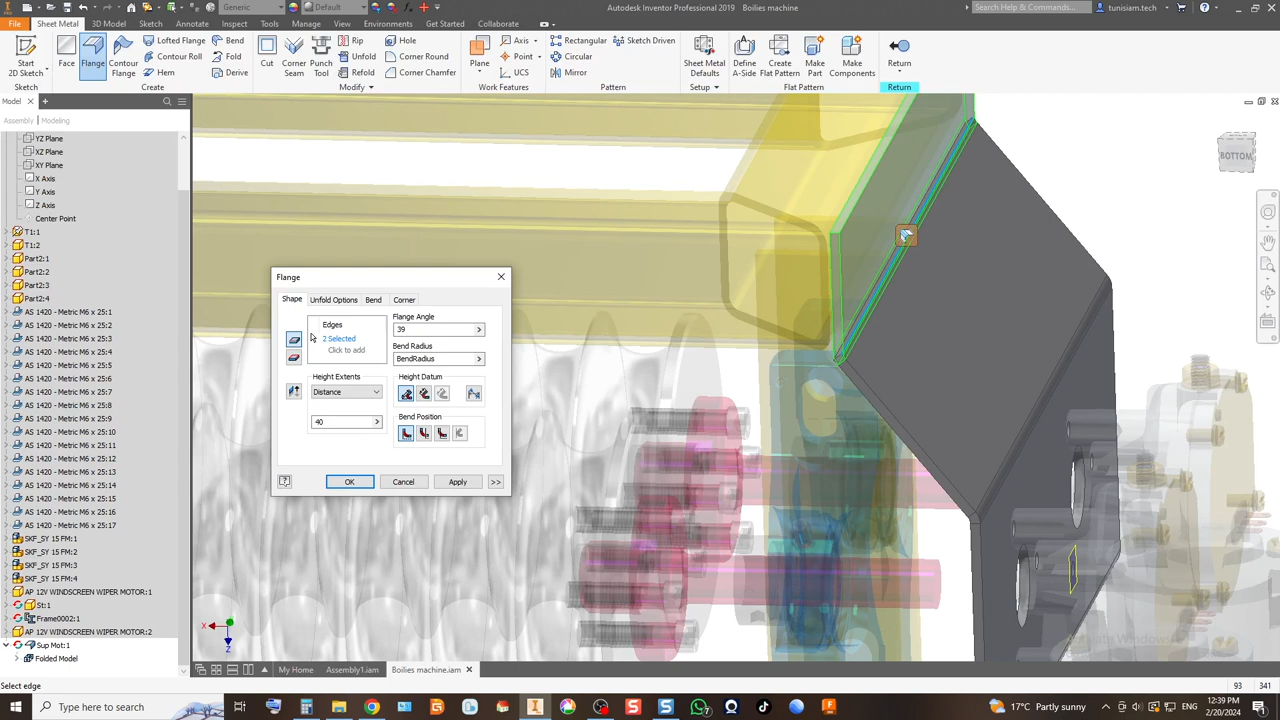 Generic
Default
Autodesk Inventor Professional 2019
Boilies machine
Search Help & Commands...
tunisiam.tech
File
Sheet Metal
3D Model
Sketch
Annotate
Inspect
Tools
Manage
View
Environments
Get Started
Collaborate
Start
2D Sketch
Face
Flange
Contour
Flange
Lofted Flange
Contour Roll
Hem
Bend
Fold
Derive
Cut
Corner
Seam
Punch
Tool
Rip
Unfold
Refold
Hole
Corner Round
Corner Chamfer
Plane
Axis
Point
UCS
Rectangular
Circular
Mirror
Sketch Driven
Sheet Metal
Defaults
Define
A-Side
Create
Flat Pattern
Make
Part
Make
Components
Return
Sketch
Create
Modify
Work Features
Pattern
Setup
Flat Pattern
Return
Model
Assembly
Modeling
YZ Plane
XZ Plane
XY Plane
X Axis
Y Axis
Z Axis
Center Point
T1:1
T1:2
Part2:1
Part2:2
Part2:3
Part2:4
AS 1420 - Metric M6 x 25:1
AS 1420 - Metric M6 x 25:2
AS 1420 - Metric M6 x 25:3
AS 1420 - Metric M6 x 25:4
AS 1420 - Metric M6 x 25:5
AS 1420 - Metric M6 x 25:6
AS 1420 - Metric M6 x 25:7
AS 1420 - Metric M6 x 25:8
AS 1420 - Metric M6 x 25:9
AS 1420 - Metric M6 x 25:10
AS 1420 - Metric M6 x 25:11
AS 1420 - Metric M6 x 25:12
AS 1420 - Metric M6 x 25:13
AS 1420 - Metric M6 x 25:14
AS 1420 - Metric M6 x 25:15
AS 1420 - Metric M6 x 25:16
AS 1420 - Metric M6 x 25:17
SKF_SY 15 FM:1
SKF_SY 15 FM:2
SKF_SY 15 FM:3
SKF_SY 15 FM:4
AP 12V WINDSCREEN WIPER MOTOR:1
St:1
Frame0002:1
AP 12V WINDSCREEN WIPER MOTOR:2
Sup Mot:1
Folded Model
BOTTOM
Flange
Shape
Unfold Options
Bend
Corner
Edges
2 Selected
Click to add
Flange Angle
39
Bend Radius
BendRadius
Height Extents
Distance
40
Height Datum
Bend Position
OK
Cancel
Apply
>>
X
Z
My Home
Assembly1.iam
Boilies machine.iam
Select edge
93
341
Type here to search
17°C Partly sunny
ENG
12:39 PM
2/20/2024